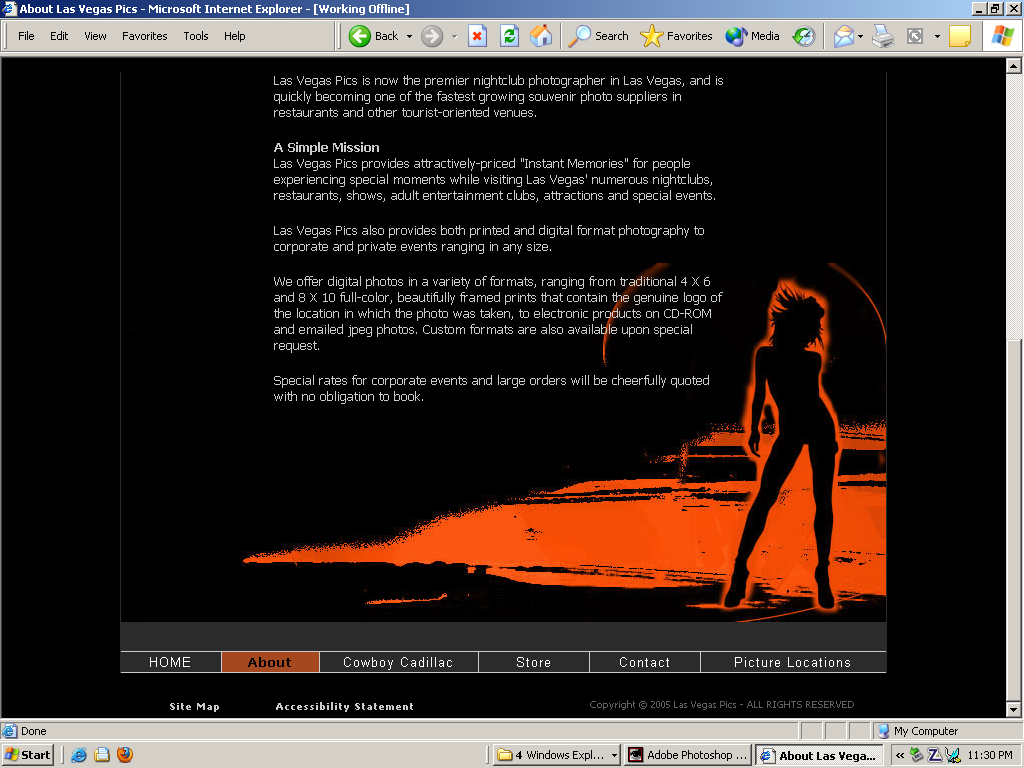 About Las Vegas Pics - Microsoft Internet Explorer - [Working Offline]
File Edit View Favorites Tools Help
Back Search Favorites Media
Las Vegas Pics is now the premier nightclub photographer in Las Vegas, and is
quickly becoming one of the fastest growing souvenir photo suppliers in
restaurants and other tourist-oriented venues.
A Simple Mission
Las Vegas Pics provides attractively-priced "Instant Memories" for people
experiencing special moments while visiting Las Vegas' numerous nightclubs,
restaurants, shows, adult entertainment clubs, attractions and special events.
Las Vegas Pics also provides both printed and digital format photography to
corporate and private events ranging in any size.
We offer digital photos in a variety of formats, ranging from traditional 4 X 6
and 8 X 10 full-color, beautifully framed prints that contain the genuine logo of
the location in which the photo was taken, to electronic products on CD-ROM
and emailed jpeg photos. Custom formats are also available upon special
request.
Special rates for corporate events and large orders will be cheerfully quoted
with no obligation to book.
HOME About Cowboy Cadillac Store Contact Picture Locations
Site Map Accessibility Statement Copyright © 2005 Las Vegas Pics - ALL RIGHTS RESERVED
Done My Computer
Start 4 Windows Expl... Adobe Photoshop ... About Las Vega... « 11:30 PM